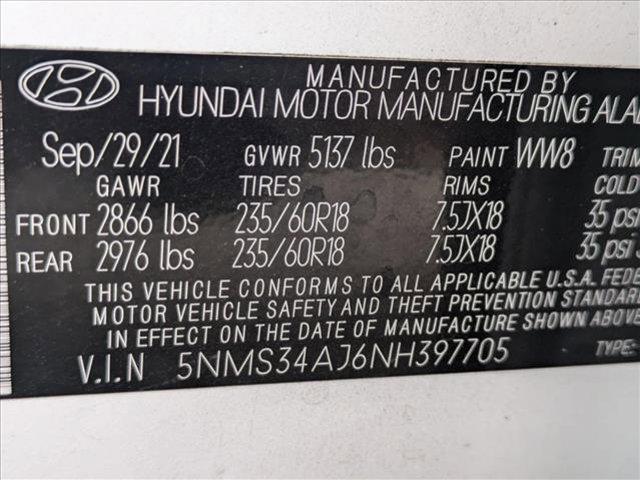 MANUFACTURED BY
HYUNDAI MOTOR MANUFACTURING ALA
Sep/29/21 GVWR 5137 lbs PAINT WW8 TRIM
GAWR TIRES RIMS COLD
FRONT 2866 lbs 235/60R18 7.5JX18 35 psi
REAR 2976 lbs 235/60R18 7.5JX18 35 psi
THIS VEHICLE CONFORMS TO ALL APPLICABLE U.S.A. FEDE
MOTOR VEHICLE SAFETY AND THEFT PREVENTION STANDAR
IN EFFECT ON THE DATE OF MANUFACTURE SHOWN ABOV
V.I.N 5NMS34AJ6NH397705 TYPE: